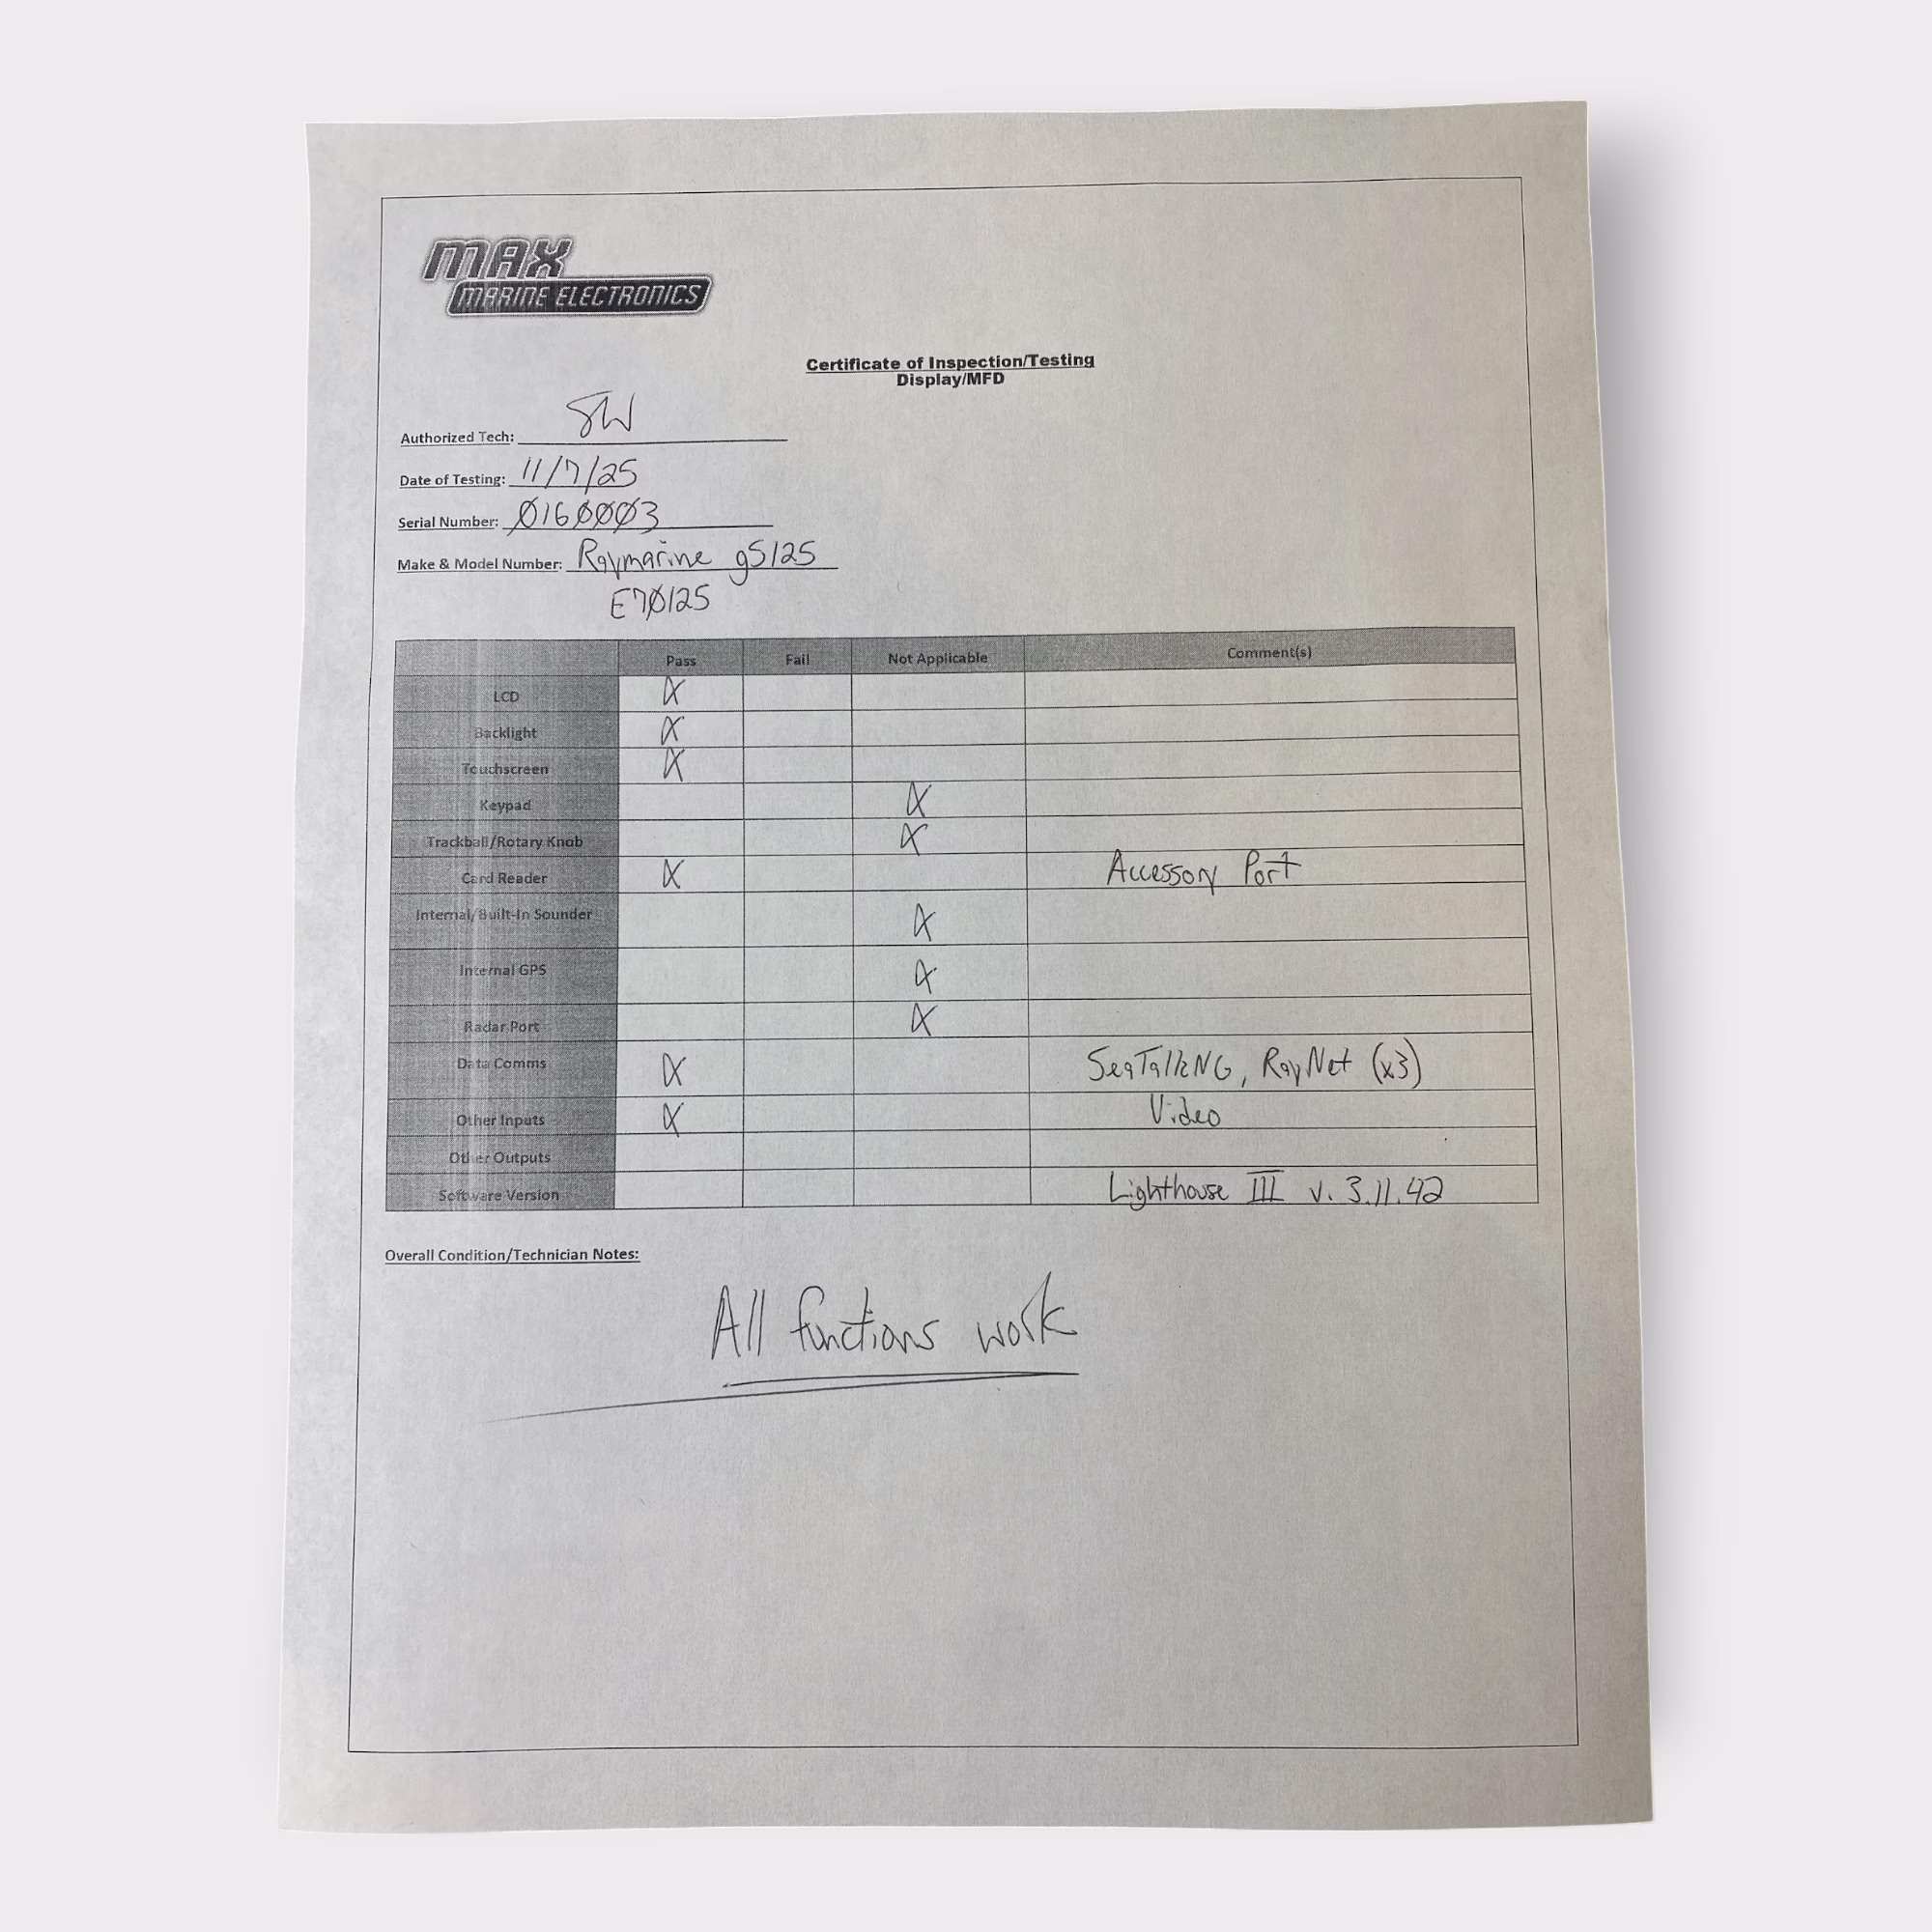 MAX
MARINE ELECTRONICS
Certificate of Inspection/Testing
Display/MFD
Authorized Tech: SW
Date of Testing: 11/7/25
Serial Number: 0160003
Make & Model Number: Raymarine gS125
E70125
Pass Fail Not Applicable Comment(s)
LCD X
Backlight X
Touchscreen X
Keypad X
Trackball/Rotary Knob X
Card Reader X Accessory Port
Internal/Built-In Sounder X
Internal GPS X
Radar Port X
Data Comms X SeaTalkNG, RayNet (x3)
Other Inputs X Video
Other Outputs
Software Version Lighthouse III v. 3.11.42
Overall Condition/Technician Notes:
All functions work